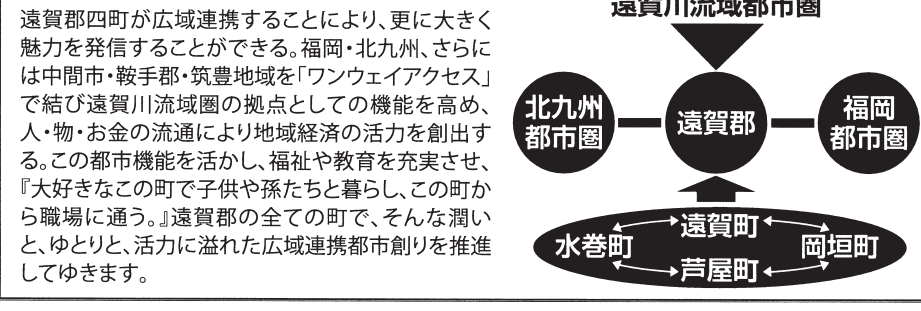 遠賀郡四町が広域連携することにより、更に大きく
魅力を発信することができる。福岡・北九州、さらに
は中間市・鞍手郡・筑豊地域を「ワンウェイアクセス」
で結び遠賀川流域圏の拠点としての機能を高め、
人・物・お金の流通により地域経済の活力を創出す
る。この都市機能を活かし、福祉や教育を充実させ、
『大好きなこの町で子供や孫たちと暮らし、この町か
ら職場に通う。』遠賀郡の全ての町で、そんな潤い
と、ゆとりと、活力に溢れた広域連携都市創りを推進
してゆきます。
遠賀川流域都市圏
北九州
都市圏
遠賀郡
福岡
都市圏
遠賀町
水巻町
岡垣町
芦屋町